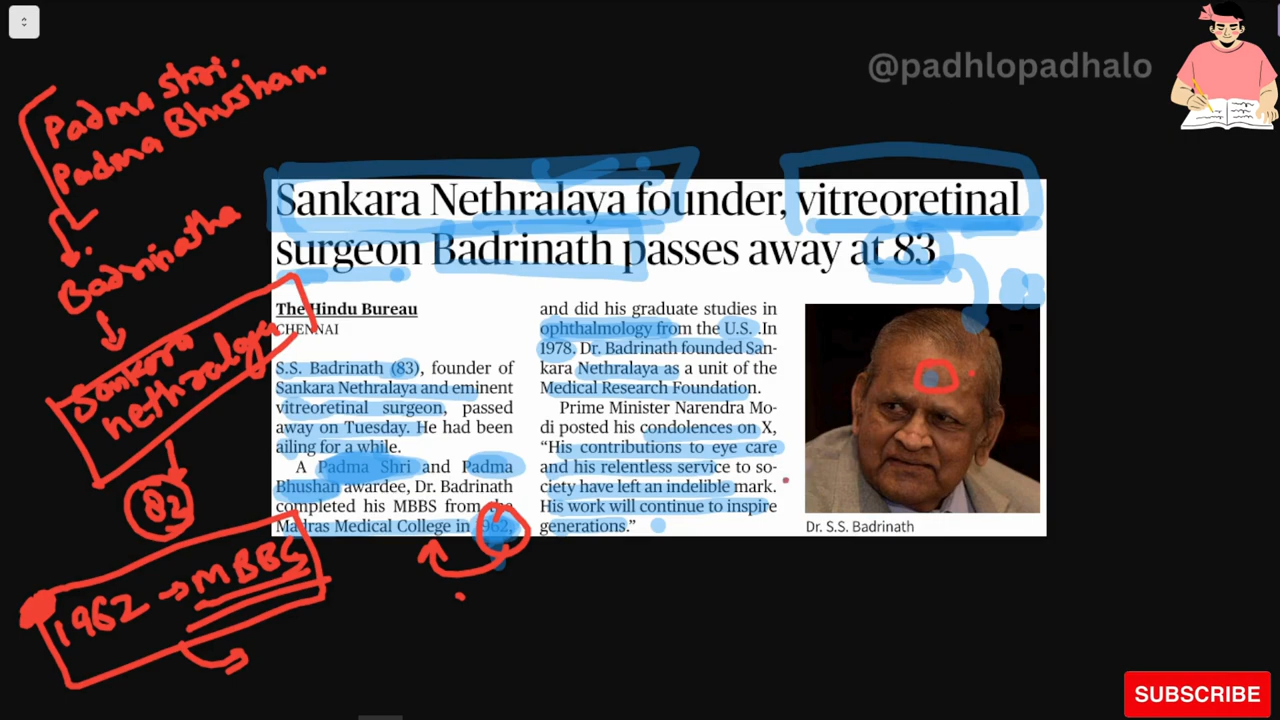 @padhlopadhalo
Padma Shri.
Padma Bhushan.
Badrinatha
Sankara
nethralaya
83
1962 → MBBS
Sankara Nethralaya founder, vitreoretinal
surgeon Badrinath passes away at 83
The Hindu Bureau
CHENNAI
S.S. Badrinath (83), founder of
Sankara Nethralaya and eminent
vitreoretinal surgeon, passed
away on Tuesday. He had been
ailing for a while.
A Padma Shri and Padma
Bhushan awardee, Dr. Badrinath
completed his MBBS from the
Madras Medical College in 1962,
and did his graduate studies in
ophthalmology from the U.S. .In
1978, Dr. Badrinath founded San-
kara Nethralaya as a unit of the
Medical Research Foundation.
Prime Minister Narendra Mo-
di posted his condolences on X,
“His contributions to eye care
and his relentless service to so-
ciety have left an indelible mark.
His work will continue to inspire
generations.”
Dr. S.S. Badrinath
SUBSCRIBE